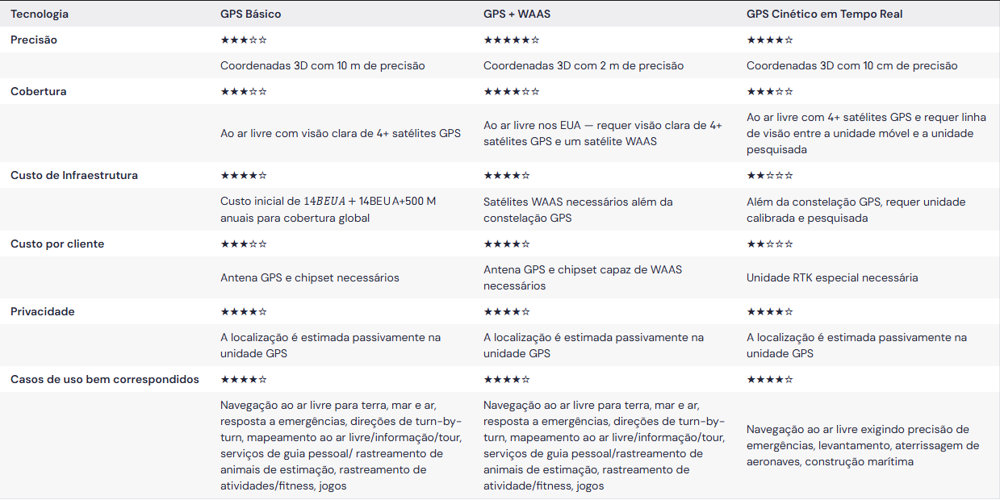 Tecnologia GPS Básico GPS + WAAS GPS Cinético em Tempo Real
Precisão ★★★☆☆ ★★★★★☆ ★★★★☆
Coordenadas 3D com 10 m de precisão Coordenadas 3D com 2 m de precisão Coordenadas 3D com 10 cm de precisão
Cobertura ★★★☆☆ ★★★★☆☆ ★★★☆☆
Ao ar livre com visão clara de 4+ satélites GPS
Ao ar livre nos EUA — requer visão clara de 4+
satélites GPS e um satélite WAAS
Ao ar livre com 4+ satélites GPS e requer linha
de visão entre a unidade móvel e a unidade
pesquisada
Custo de Infraestrutura ★★★★☆ ★★★★☆ ★★☆☆☆
Custo inicial de 14BEUA + 14BEUA+500 M
anuais para cobertura global
Satélites WAAS necessários além da
constelação GPS
Além da constelação GPS, requer unidade
calibrada e pesquisada
Custo por cliente ★★★☆☆ ★★★★☆ ★★☆☆☆
Antena GPS e chipset necessários
Antena GPS e chipset capaz de WAAS
necessários
Unidade RTK especial necessária
Privacidade ★★★★☆ ★★★★☆ ★★★★☆
A localização é estimada passivamente na
unidade GPS
A localização é estimada passivamente na
unidade GPS
A localização é estimada passivamente na
unidade GPS
Casos de uso bem correspondidos ★★★★☆ ★★★★☆ ★★★★☆
Navegação ao ar livre para terra, mar e ar,
resposta a emergências, direções de turn-by-
turn, mapeamento ao ar livre/informação/tour,
serviços de guia pessoal/ rastreamento de
animais de estimação, rastreamento de
atividades/fitness, jogos
Navegação ao ar livre para terra, mar e ar,
resposta a emergências, direções de turn-by-
turn, mapeamento ao ar livre/informação/tour,
serviços de guia pessoal/rastreamento de
animais de estimação, rastreamento de
atividade/fitness, jogos
Navegação ao ar livre exigindo precisão de
emergências, levantamento, aterrissagem de
aeronaves, construção marítima